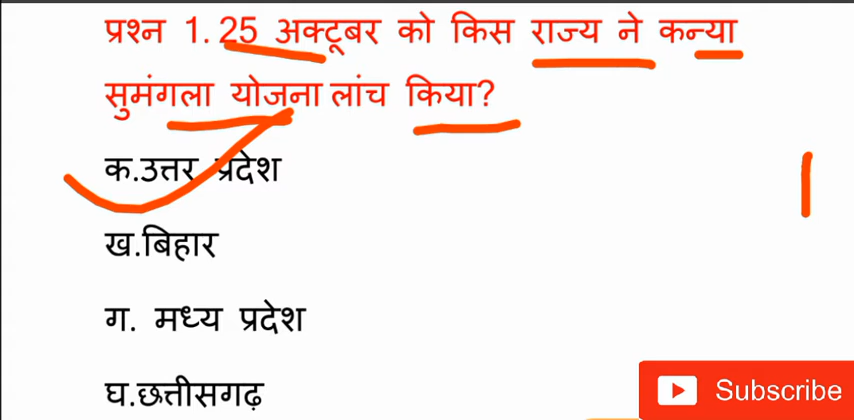 प्रश्न 1. 25 अक्टूबर को किस राज्य ने कन्या
सुमंगला योजना लांच किया?
क.उत्तर प्रदेश
ख.बिहार
ग. मध्य प्रदेश
घ.छत्तीसगढ़
Subscribe